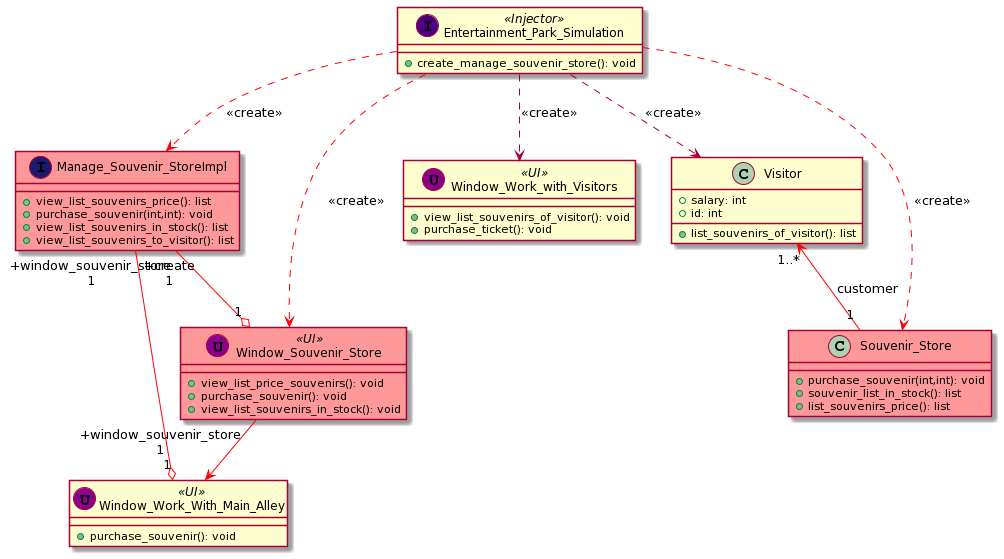 «Injector»
I
Entertainment_Park_Simulation
create_manage_souvenir_store(): void
«create»
«create»
«create»
«create»
«create»
I
Manage_Souvenir_StoreImpl
view_list_souvenirs_price(): list
purchase_souvenir(int,int): void
view_list_souvenirs_in_stock(): list
view_list_souvenirs_to_visitor(): list
«UI»
U
Window_Work_with_Visitors
view_list_souvenirs_of_visitor(): void
purchase_ticket(): void
C
Visitor
salary: int
id: int
list_souvenirs_of_visitor(): list
+window_souvenir_store
1
+create
1
1
1..*
customer
1
«UI»
U
Window_Souvenir_Store
view_list_price_souvenirs(): void
purchase_souvenir(): void
view_list_souvenirs_in_stock(): void
C
Souvenir_Store
purchase_souvenir(int,int): void
souvenir_list_in_stock(): list
list_souvenirs_price(): list
+window_souvenir_store
1
1
«UI»
U
Window_Work_With_Main_Alley
purchase_souvenir(): void